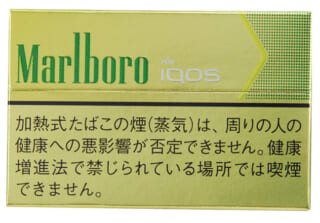 Marlboro
for IQOS
加熱式たばこの煙(蒸気)は、周りの人の
健康への悪影響が否定できません。健康
増進法で禁じられている場所では喫煙
できません。